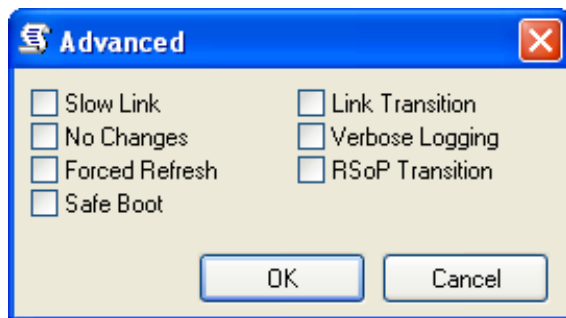 Advanced
Slow Link
No Changes
Forced Refresh
Safe Boot
Link Transition
Verbose Logging
RSoP Transition
OK
Cancel